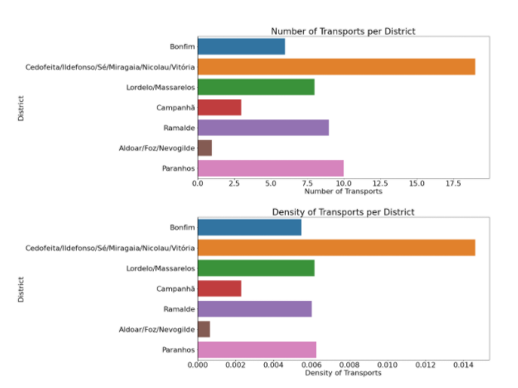 Number of Transports per District
Bonfim
Cedofeita/Ildefonso/Sé/Miragaia/Nicolau/Vitória
Lordelo/Massarelos
Campanhã
Ramalde
Aldoar/Foz/Nevogilde
Paranhos
District
0.0 2.5 5.0 7.5 10.0 12.5 15.0 17.5
Number of Transports
Density of Transports per District
Bonfim
Cedofeita/Ildefonso/Sé/Miragaia/Nicolau/Vitória
Lordelo/Massarelos
Campanhã
Ramalde
Aldoar/Foz/Nevogilde
Paranhos
District
0.000 0.002 0.004 0.006 0.008 0.010 0.012 0.014
Density of Transports